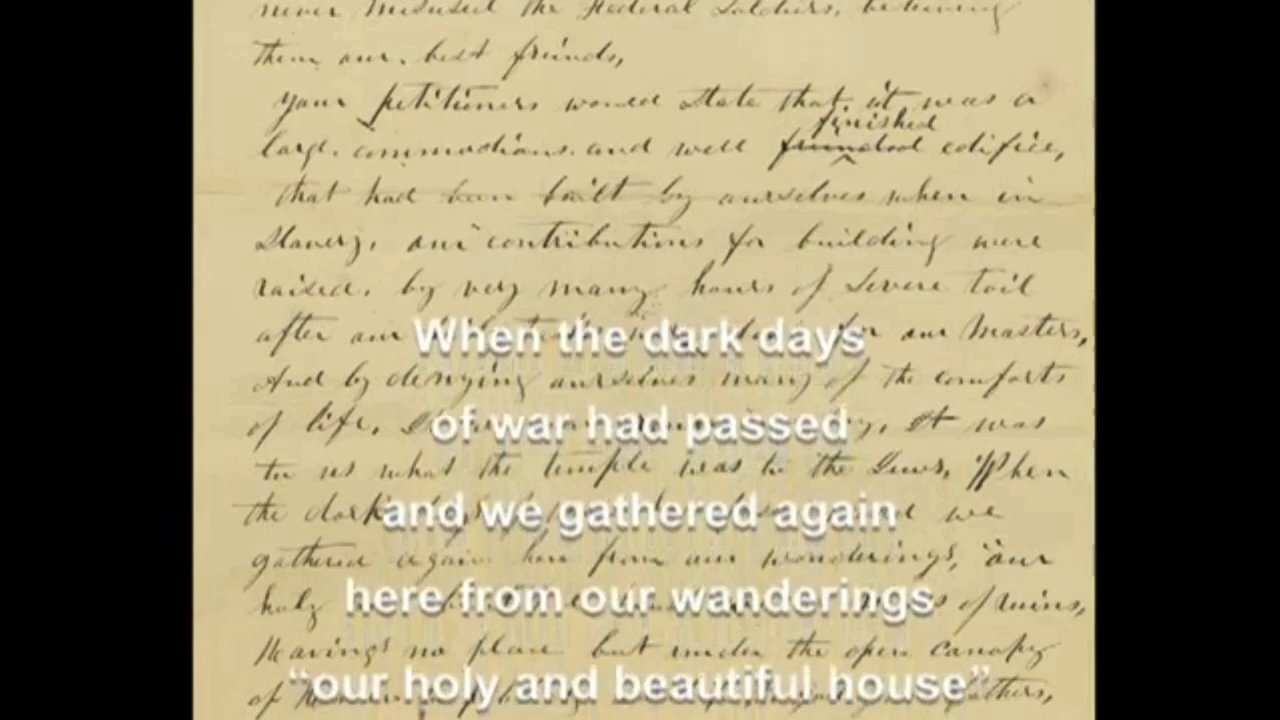 never misused the Federal Soldiers, believing
them our best friends,
Your petitioners would State that it was a
finished
large, commodious and well edifice,
that had been built by ourselves when in
Slavery, our contributions for building were
raised, by very many hours of Severe toil
after our for our Masters,
When the dark days
And by denying ourselves many of the comforts
of life, It was
of war had passed
to us what the temple was to the Jews, When
the dark we
and we gathered again
gathered again here from our wanderings, "our
holy of ruins,
here from our wanderings
Having no place but under the open canopy
of fathers,
"our holy and beautiful house"